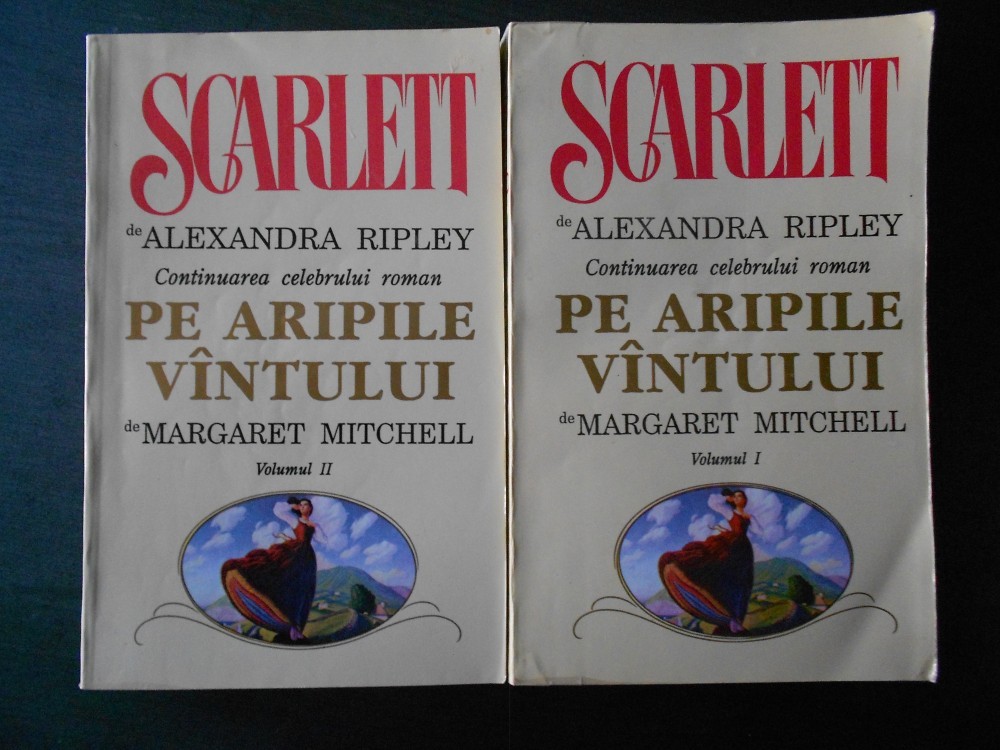 SCARLETT
de ALEXANDRA RIPLEY
Continuarea celebrului roman
PE ARIPILE
VÎNTULUI
de MARGARET MITCHELL
Volumul II
SCARLETT
de ALEXANDRA RIPLEY
Continuarea celebrului roman
PE ARIPILE
VÎNTULUI
de MARGARET MITCHELL
Volumul I